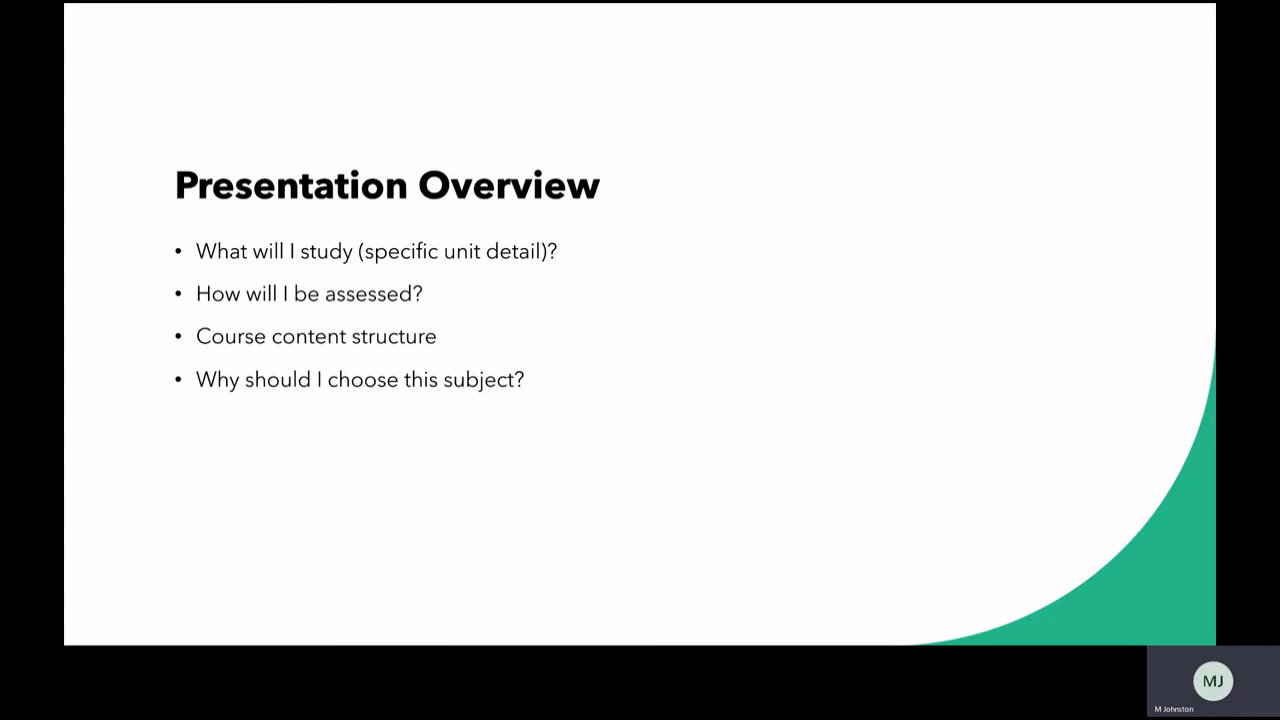 Presentation Overview
• What will I study (specific unit detail)?
• How will I be assessed?
• Course content structure
• Why should I choose this subject?
MJ
M Johnston